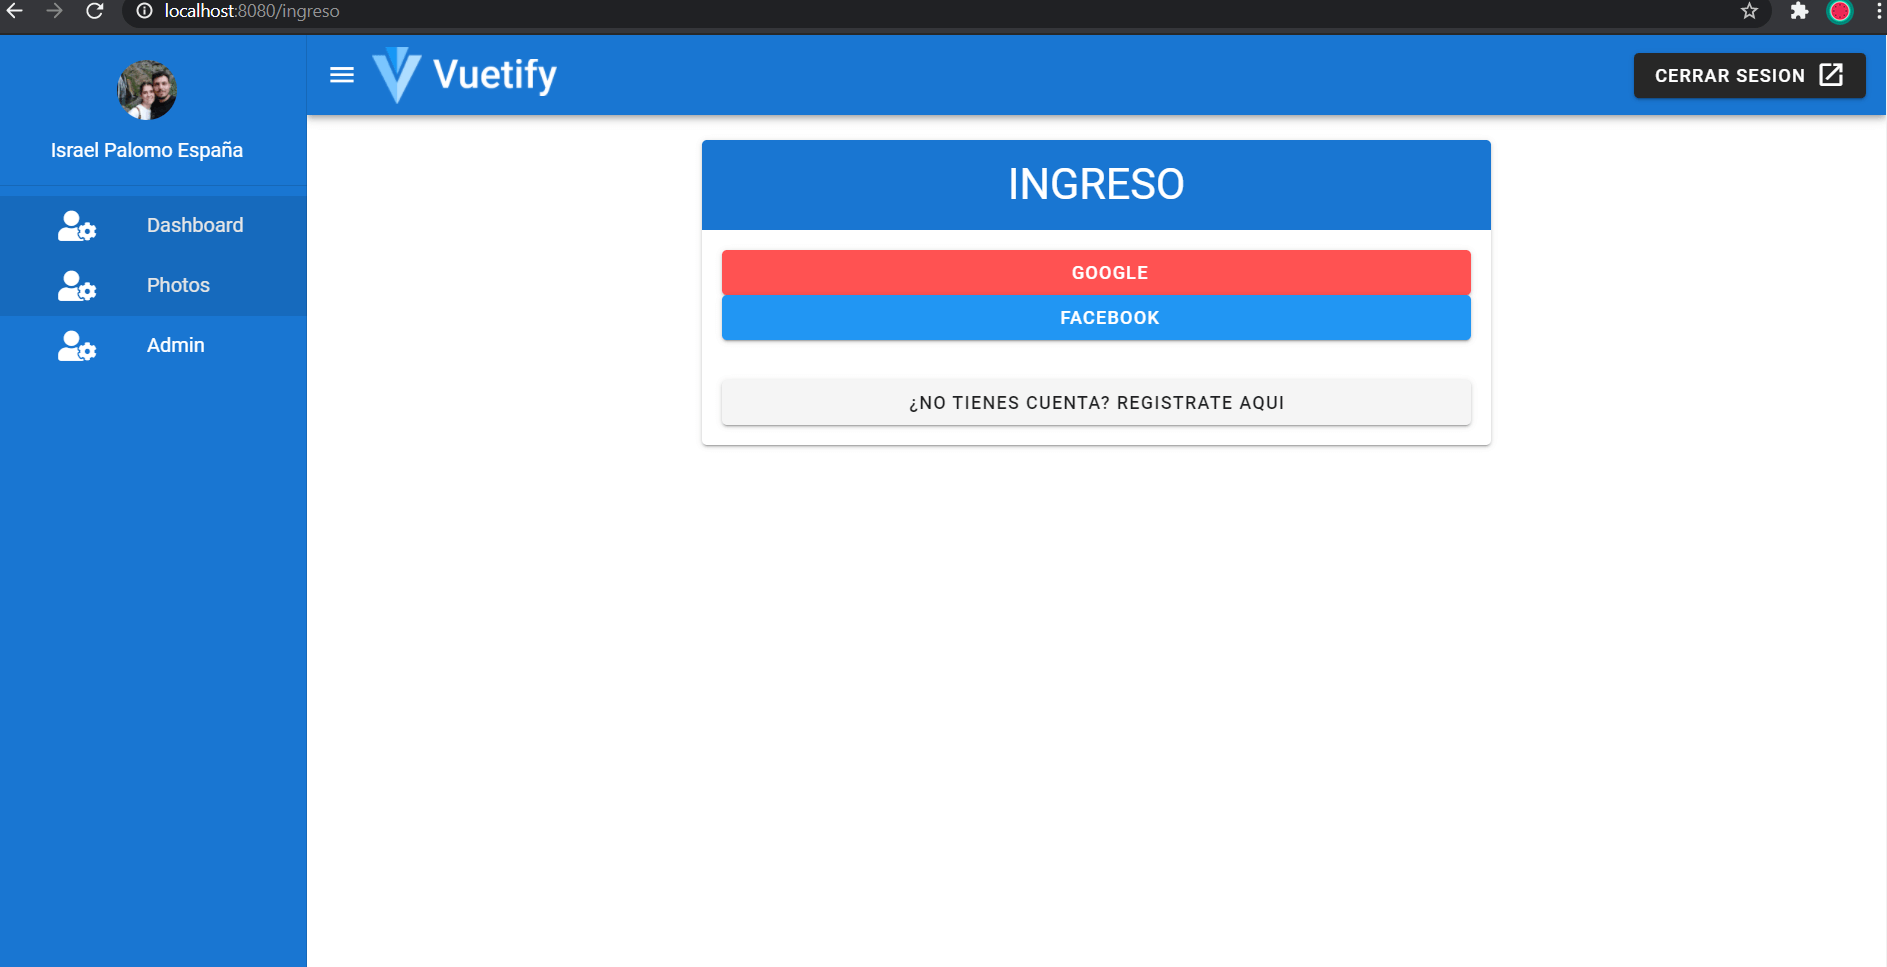 localhost:8080/ingreso
Vuetify
CERRAR SESION
Israel Palomo España
Dashboard
Photos
Admin
INGRESO
GOOGLE
FACEBOOK
¿NO TIENES CUENTA? REGISTRATE AQUI